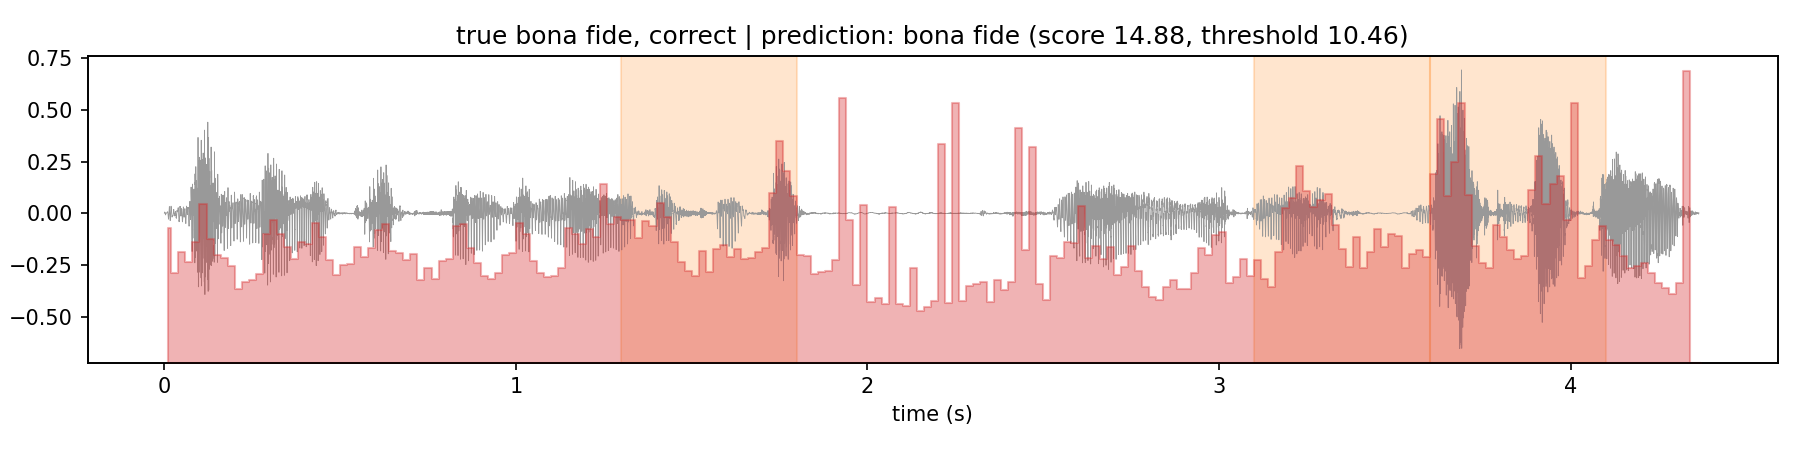 true bona fide, correct | prediction: bona fide (score 14.88, threshold 10.46)
0.75
0.50
0.25
0.00
−0.25
−0.50
0 1 2 3 4
time (s)